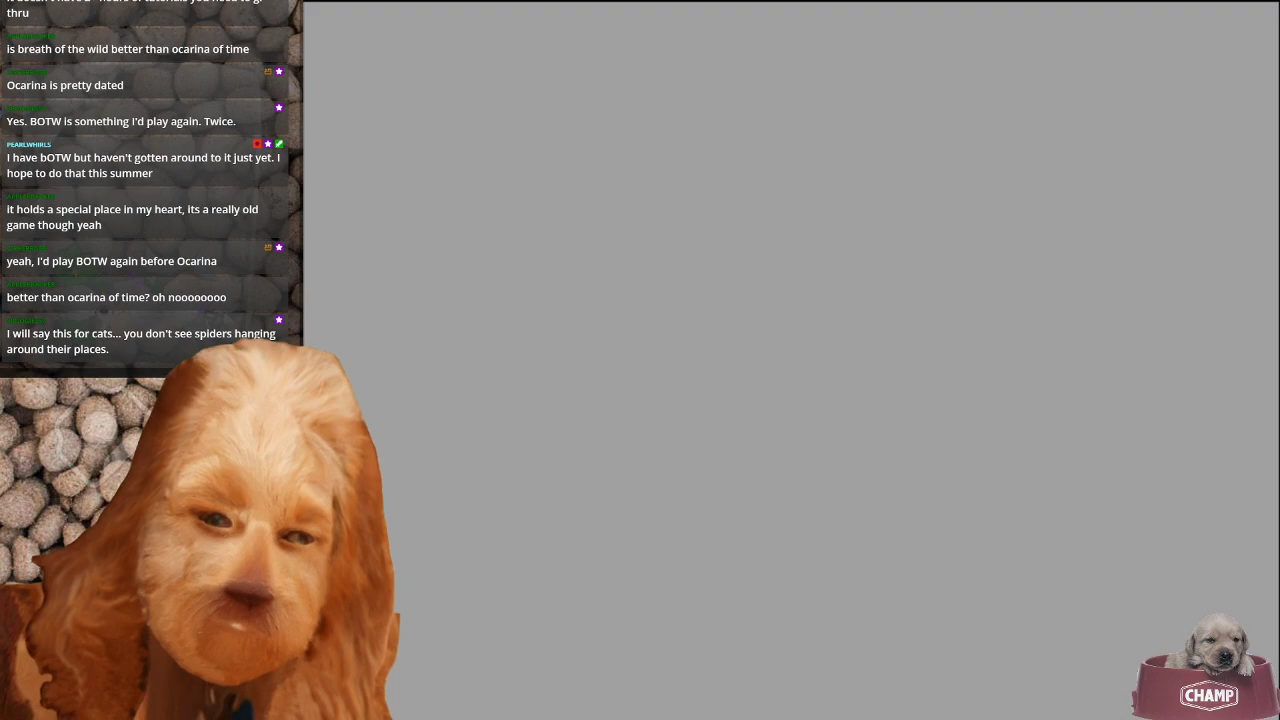 thru
is breath of the wild better than ocarina of time
Ocarina is pretty dated
Yes. BOTW is something I'd play again. Twice.
PEARLWHIRLS
I have bOTW but haven't gotten around to it just yet. I
hope to do that this summer
it holds a special place in my heart, its a really old
game though yeah
yeah, I'd play BOTW again before Ocarina
better than ocarina of time? oh noooooooo
I will say this for cats... you don't see spiders hanging
around their places.
CHAMP